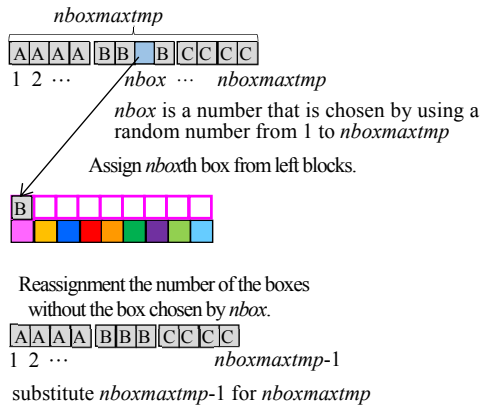 nboxmaxtmp
A A A A B B B C C C C
1 2 ··· nbox ··· nboxmaxtmp
nbox is a number that is chosen by using a
random number from 1 to nboxmaxtmp
Assign nboxth box from left blocks.
B
Reassignment the number of the boxes
without the box chosen by nbox.
A A A A B B B C C C C
1 2 ··· nboxmaxtmp-1
substitute nboxmaxtmp-1 for nboxmaxtmp